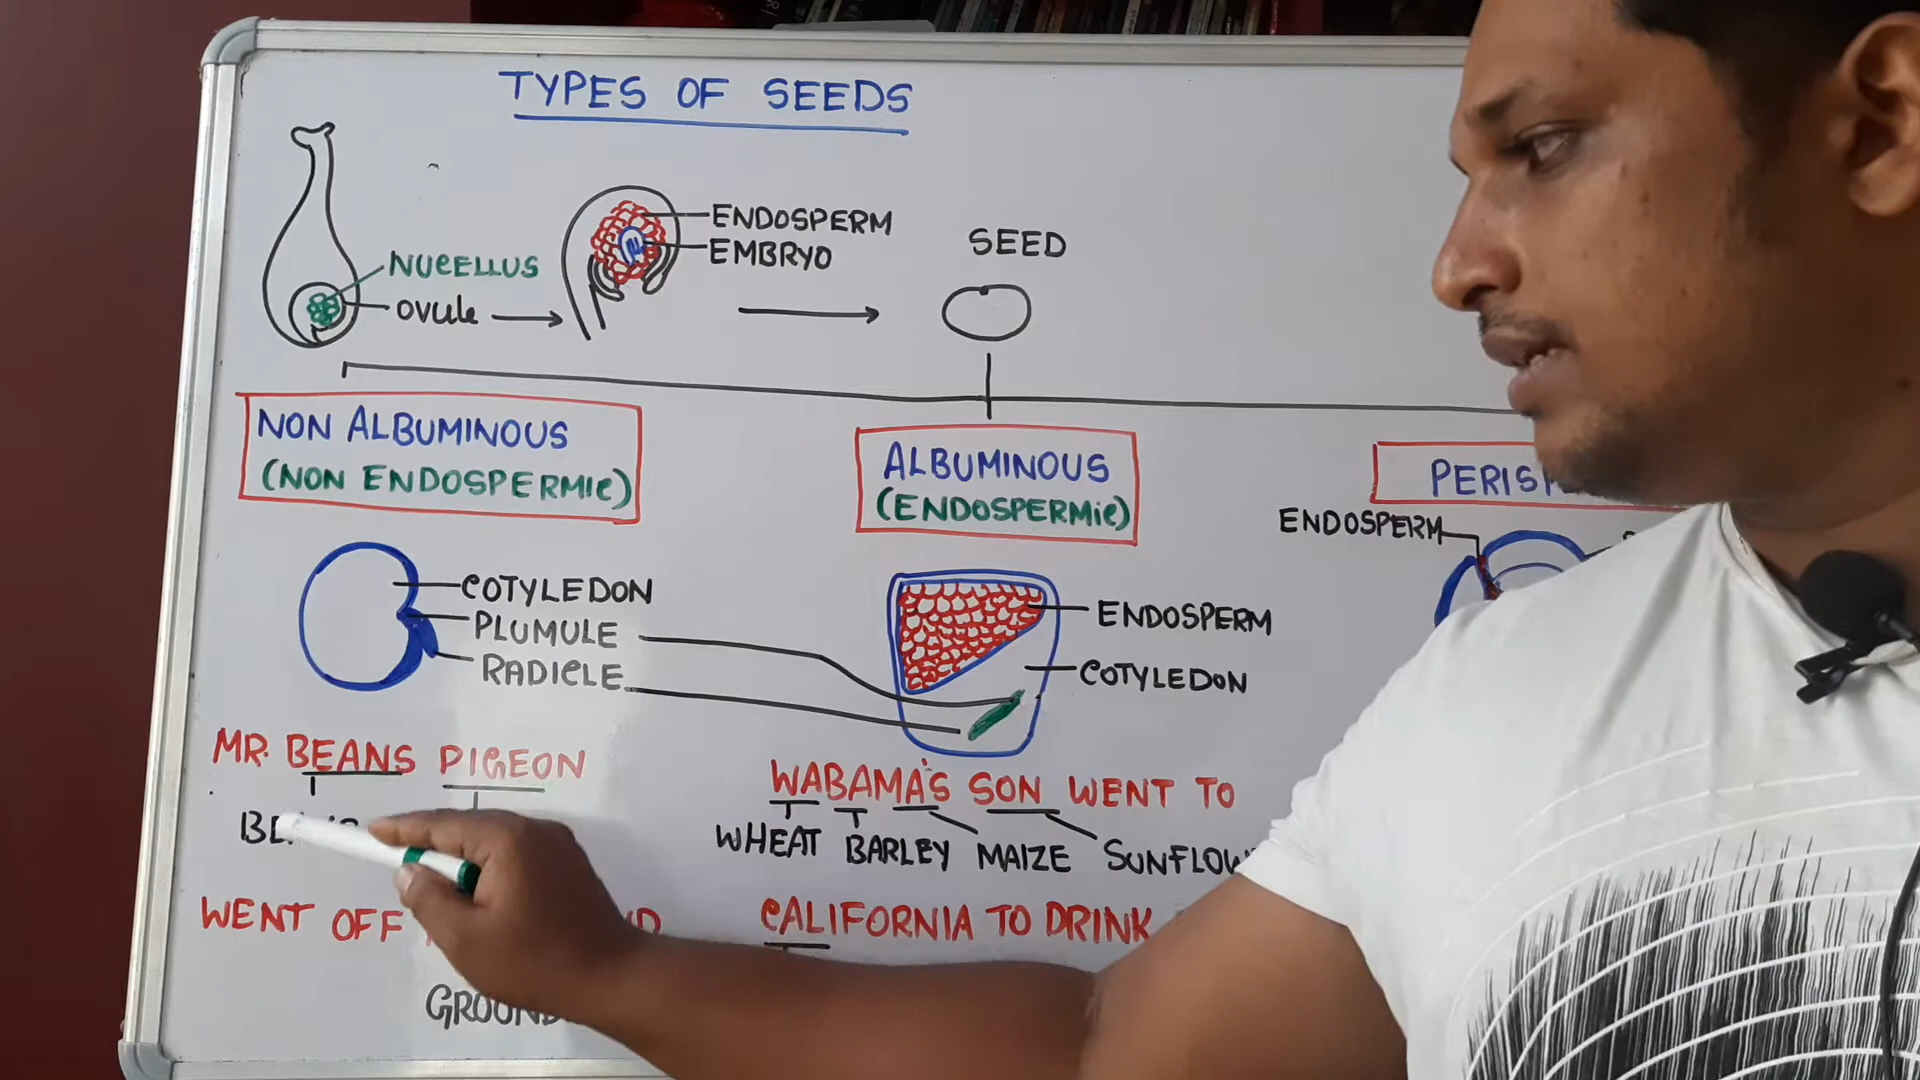 TYPES OF SEEDS
ENDOSPERM
EMBRYO
SEED
NUCELLUS
OVULE
NON ALBUMINOUS
(NON ENDOSPERMIC)
ALBUMINOUS
(ENDOSPERMIC)
ENDOSPERM
COTYLEDON
PLUMULE
RADICLE
ENDOSPERM
COTYLEDON
MR. BEANS PIGEON
WABAMA'S SON WENT TO
WHEAT BARLEY MAIZE
WENT OFF
CALIFORNIA TO DRINK